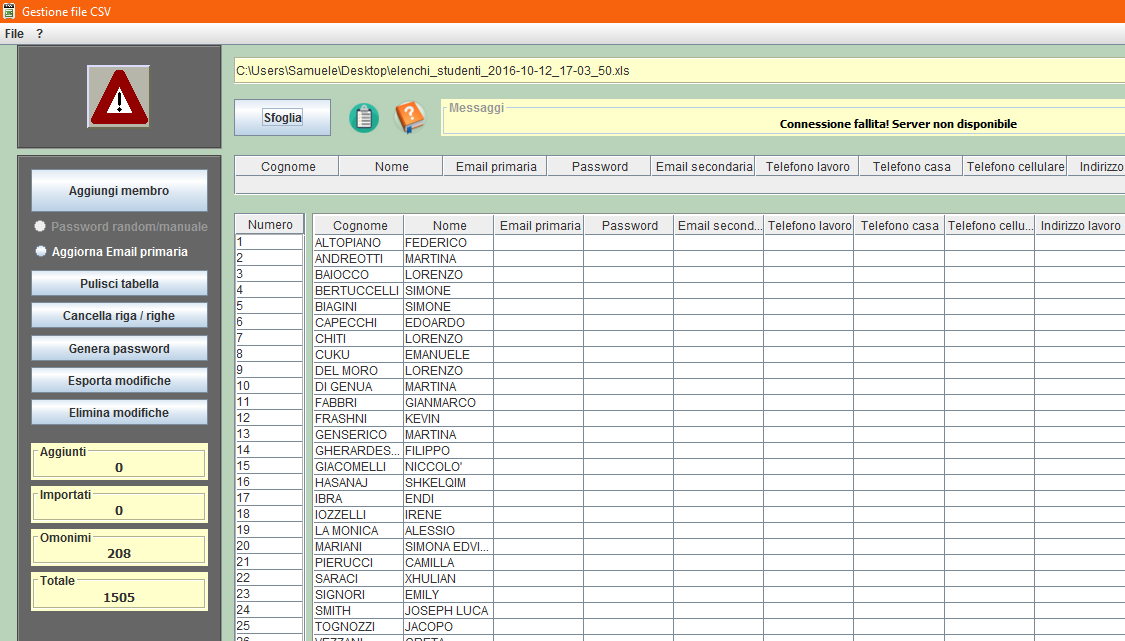 Gestione file CSV
File ?
C:\Users\Samuele\Desktop\elenchi_studenti_2016-10-12_17-03_50.xls
Sfoglia
Messaggi
Connessione fallita! Server non disponibile
Aggiungi membro
Password random/manuale
Aggiorna Email primaria
Pulisci tabella
Cancella riga / righe
Genera password
Esporta modifiche
Elimina modifiche
Aggiunti
0
Importati
0
Omonimi
208
Totale
1505
Cognome Nome Email primaria Password Email secondaria Telefono lavoro Telefono casa Telefono cellulare Indirizzo
Numero Cognome Nome Email primaria Password Email second... Telefono lavoro Telefono casa Telefono cellu... Indirizzo lavoro
1 ALTOPIANO FEDERICO
2 ANDREOTTI MARTINA
3 BAIOCCO LORENZO
4 BERTUCCELLI SIMONE
5 BIAGINI SIMONE
6 CAPECCHI EDOARDO
7 CHITI LORENZO
8 CUKU EMANUELE
9 DEL MORO LORENZO
10 DI GENUA MARTINA
11 FABBRI GIANMARCO
12 FRASHNI KEVIN
13 GENSERICO MARTINA
14 GHERARDES... FILIPPO
15 GIACOMELLI NICCOLO'
16 HASANAJ SHKELQIM
17 IBRA ENDI
18 IOZZELLI IRENE
19 LA MONICA ALESSIO
20 MARIANI SIMONA EDVI...
21 PIERUCCI CAMILLA
22 SARACI XHULIAN
23 SIGNORI EMILY
24 SMITH JOSEPH LUCA
25 TOGNOZZI JACOPO